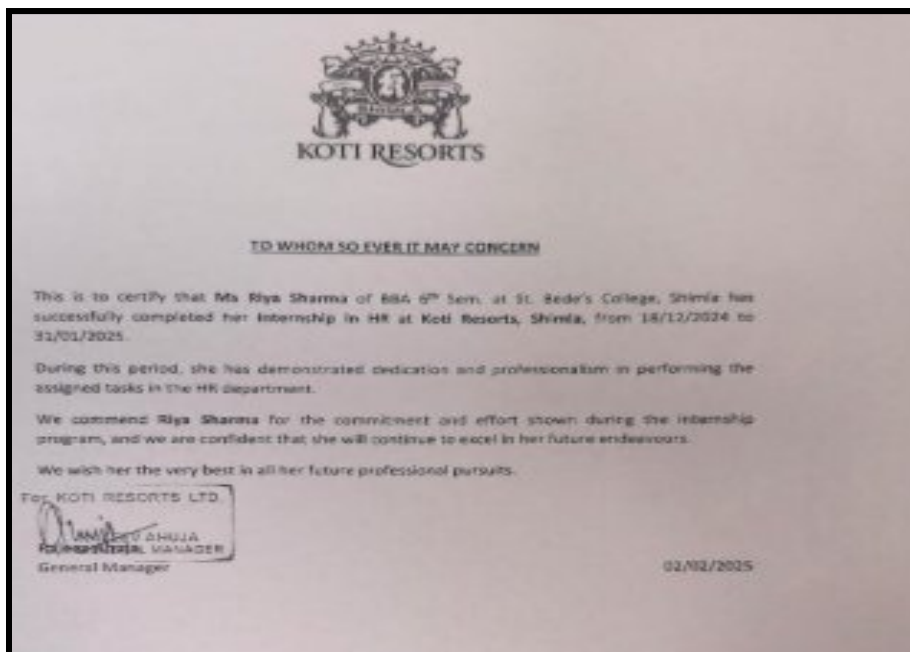 KOTI RESORTS
TO WHOM SO EVER IT MAY CONCERN
This is to certify that Ms Riya Sharma of BBA 6th Sem. at St. Bede's College, Shimla has
successfully completed her Internship in HR at Koti Resorts, Shimla, from 18/12/2024 to
31/01/2025.
During this period, she has demonstrated dedication and professionalism in performing the
assigned tasks in the HR department.
We commend Riya Sharma for the commitment and effort shown during the internship
program, and we are confident that she will continue to excel in her future endeavours.
We wish her the very best in all her future professional pursuits.
For KOTI RESORTS LTD.
AHUJA
MANAGER
General Manager
02/02/2025